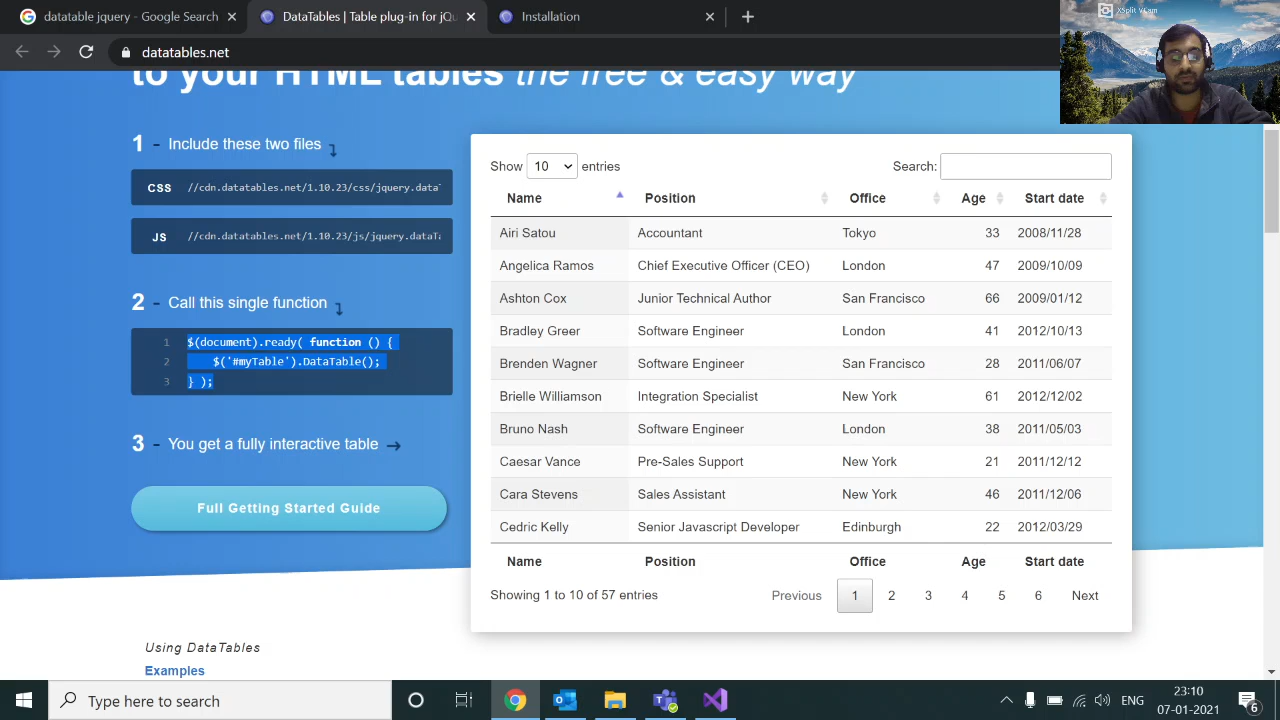 datatable jquery - Google Search
DataTables | Table plug-in for jQu
Installation
XSplit VCam
datatables.net
to your HTML tables the free & easy way
1 - Include these two files
CSS //cdn.datatables.net/1.10.23/css/jquery.dataT
JS //cdn.datatables.net/1.10.23/js/jquery.dataTa
2 - Call this single function
1 $(document).ready( function () {
2 $('#myTable').DataTable();
3 } );
3 - You get a fully interactive table
Full Getting Started Guide
Show 10 entries
Search:
Name Position Office Age Start date
Airi Satou Accountant Tokyo 33 2008/11/28
Angelica Ramos Chief Executive Officer (CEO) London 47 2009/10/09
Ashton Cox Junior Technical Author San Francisco 66 2009/01/12
Bradley Greer Software Engineer London 41 2012/10/13
Brenden Wagner Software Engineer San Francisco 28 2011/06/07
Brielle Williamson Integration Specialist New York 61 2012/12/02
Bruno Nash Software Engineer London 38 2011/05/03
Caesar Vance Pre-Sales Support New York 21 2011/12/12
Cara Stevens Sales Assistant New York 46 2011/12/06
Cedric Kelly Senior Javascript Developer Edinburgh 22 2012/03/29
Name Position Office Age Start date
Showing 1 to 10 of 57 entries
Previous 1 2 3 4 5 6 Next
Using DataTables
Examples
Type here to search
ENG
23:10
07-01-2021
6